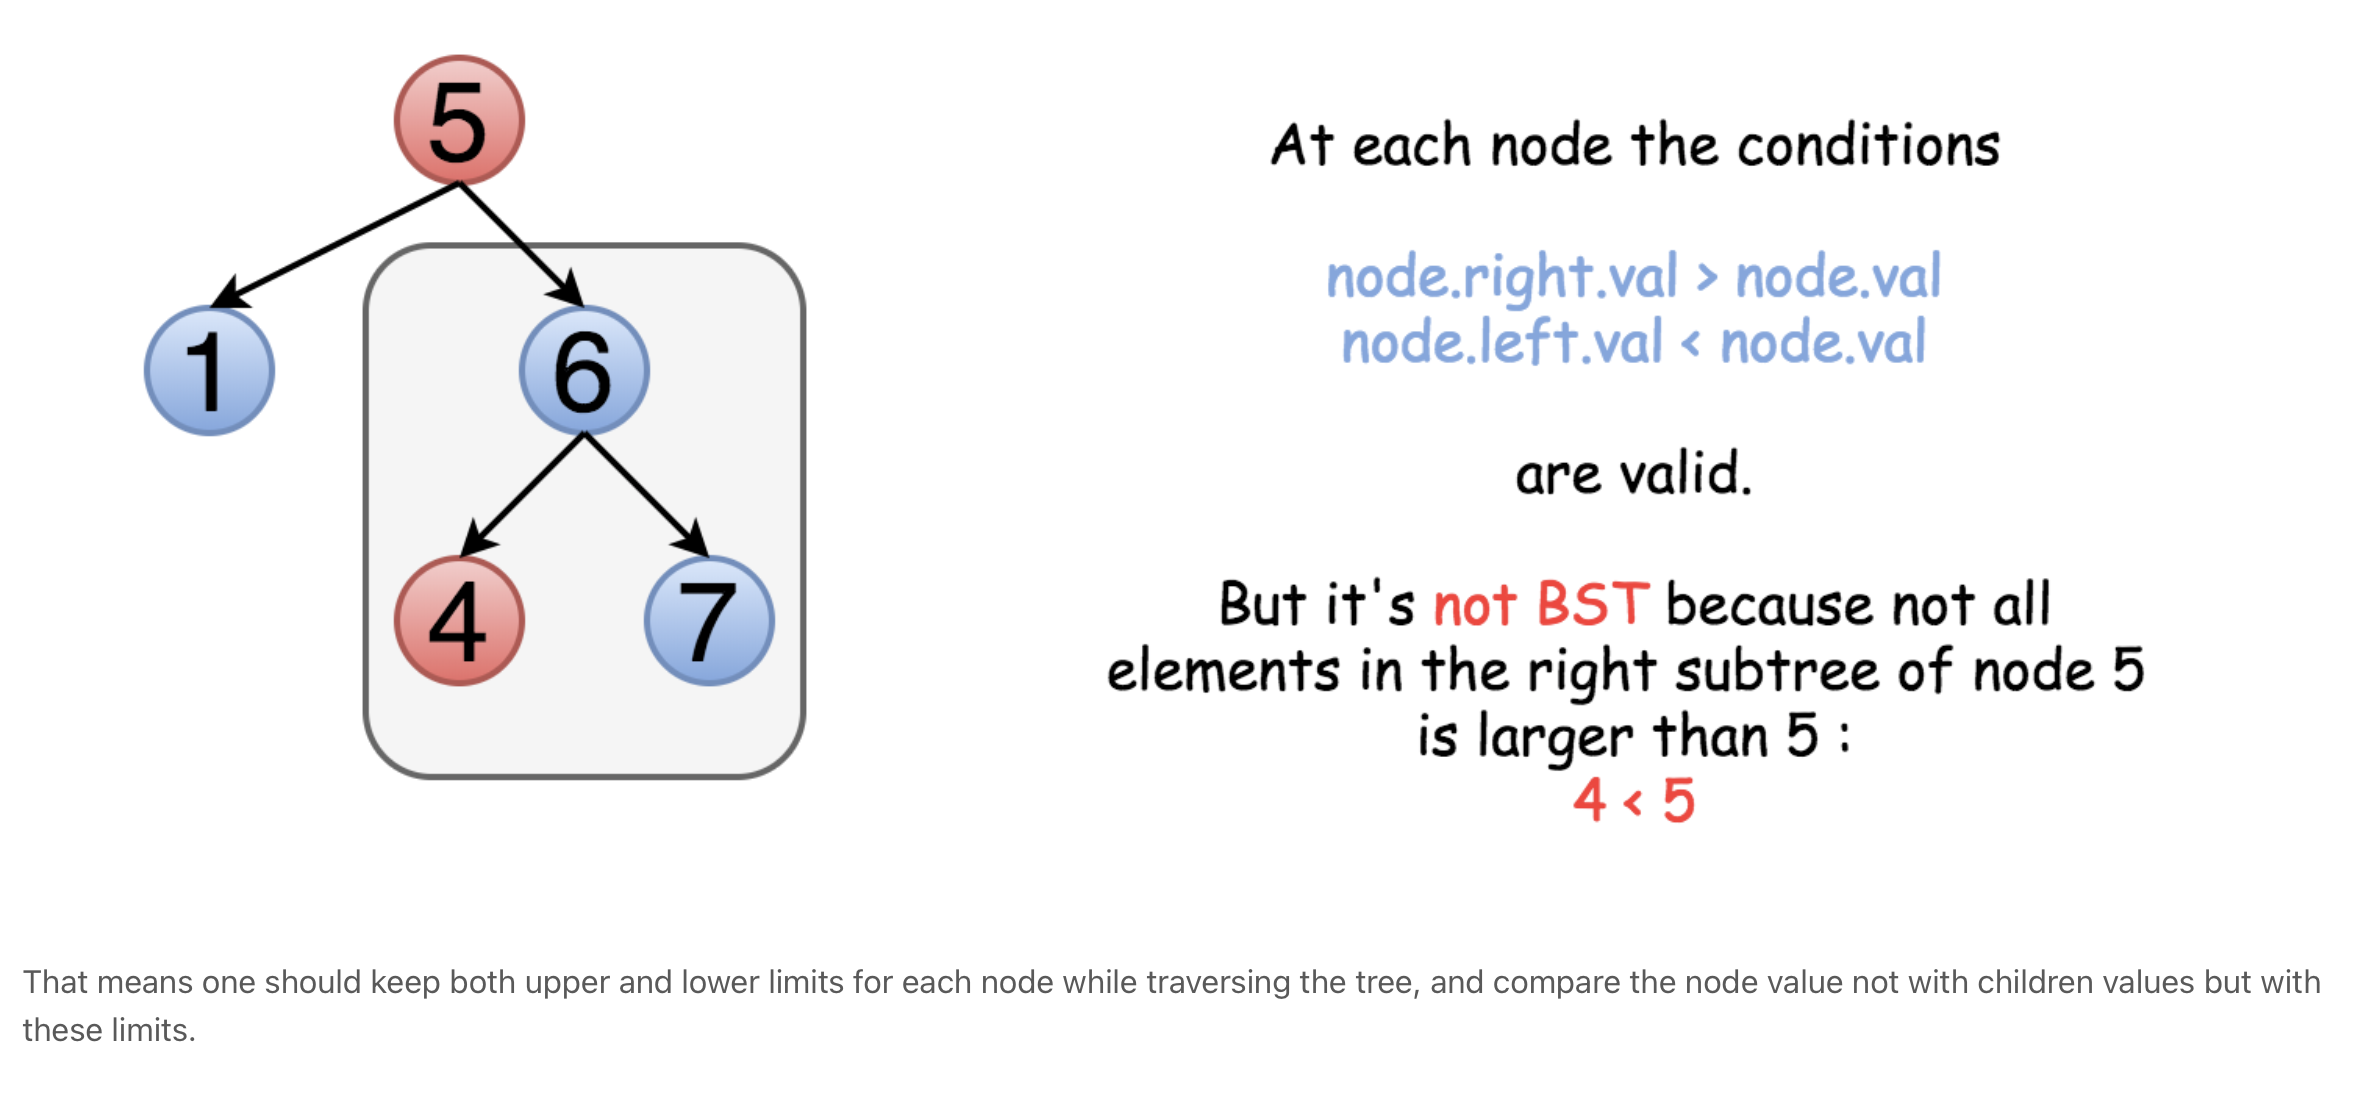 5
1
6
4
7
At each node the conditions
node.right.val > node.val
node.left.val < node.val
are valid.
But it's not BST because not all
elements in the right subtree of node 5
is larger than 5 :
4 < 5
That means one should keep both upper and lower limits for each node while traversing the tree, and compare the node value not with children values but with
these limits.